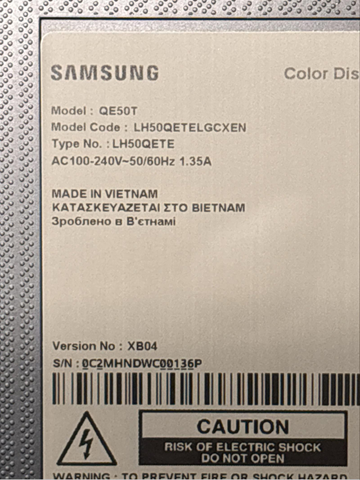 SAMSUNG
Color Dis
Model : QE50T
Model Code : LH50QETELGCXEN
Type No. : LH50QETE
AC100-240V~50/60Hz 1.35A
MADE IN VIETNAM
ΚΑΤΑΣΚΕΥΑΖΕΤΑΙ ΣΤΟ ΒΙΕΤΝΑΜ
Зроблено в В'єтнамі
Version No : XB04
S/N : 0C2MHNDWC00136P
CAUTION
RISK OF ELECTRIC SHOCK
DO NOT OPEN
WARNING : TO PREVENT FIRE OR SHOCK HAZARD